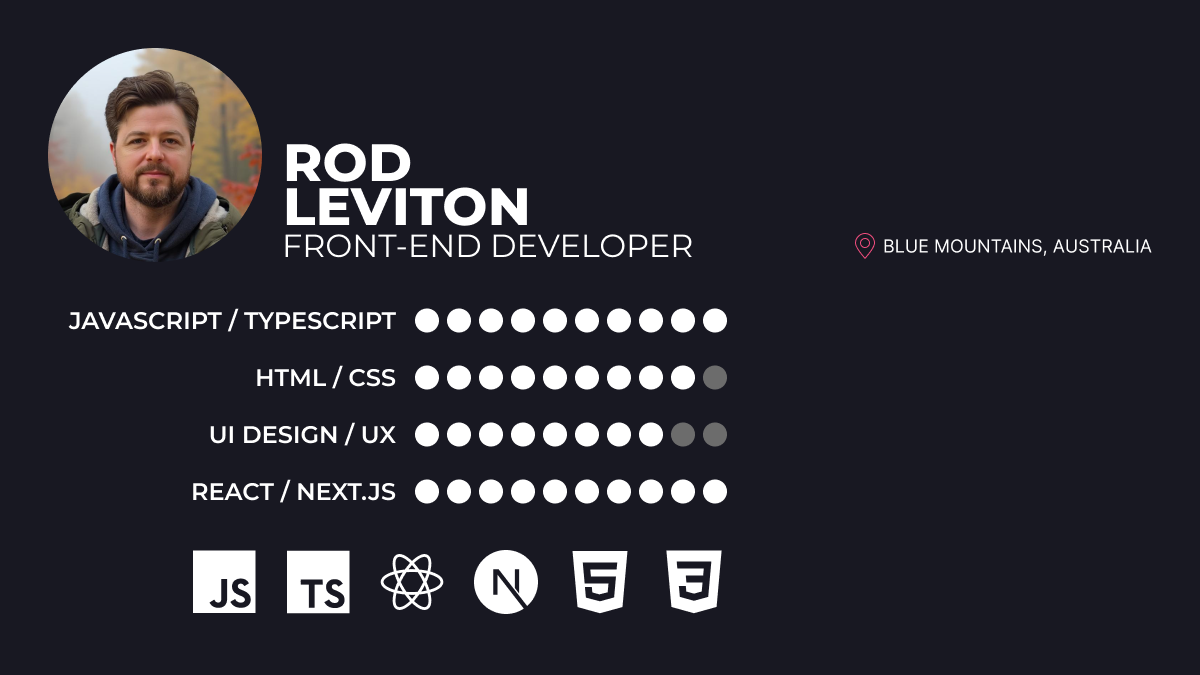 ROD
LEVITON
FRONT-END DEVELOPER
BLUE MOUNTAINS, AUSTRALIA
JAVASCRIPT / TYPESCRIPT
HTML / CSS
UI DESIGN / UX
REACT / NEXT.JS
JS TS N 5 3